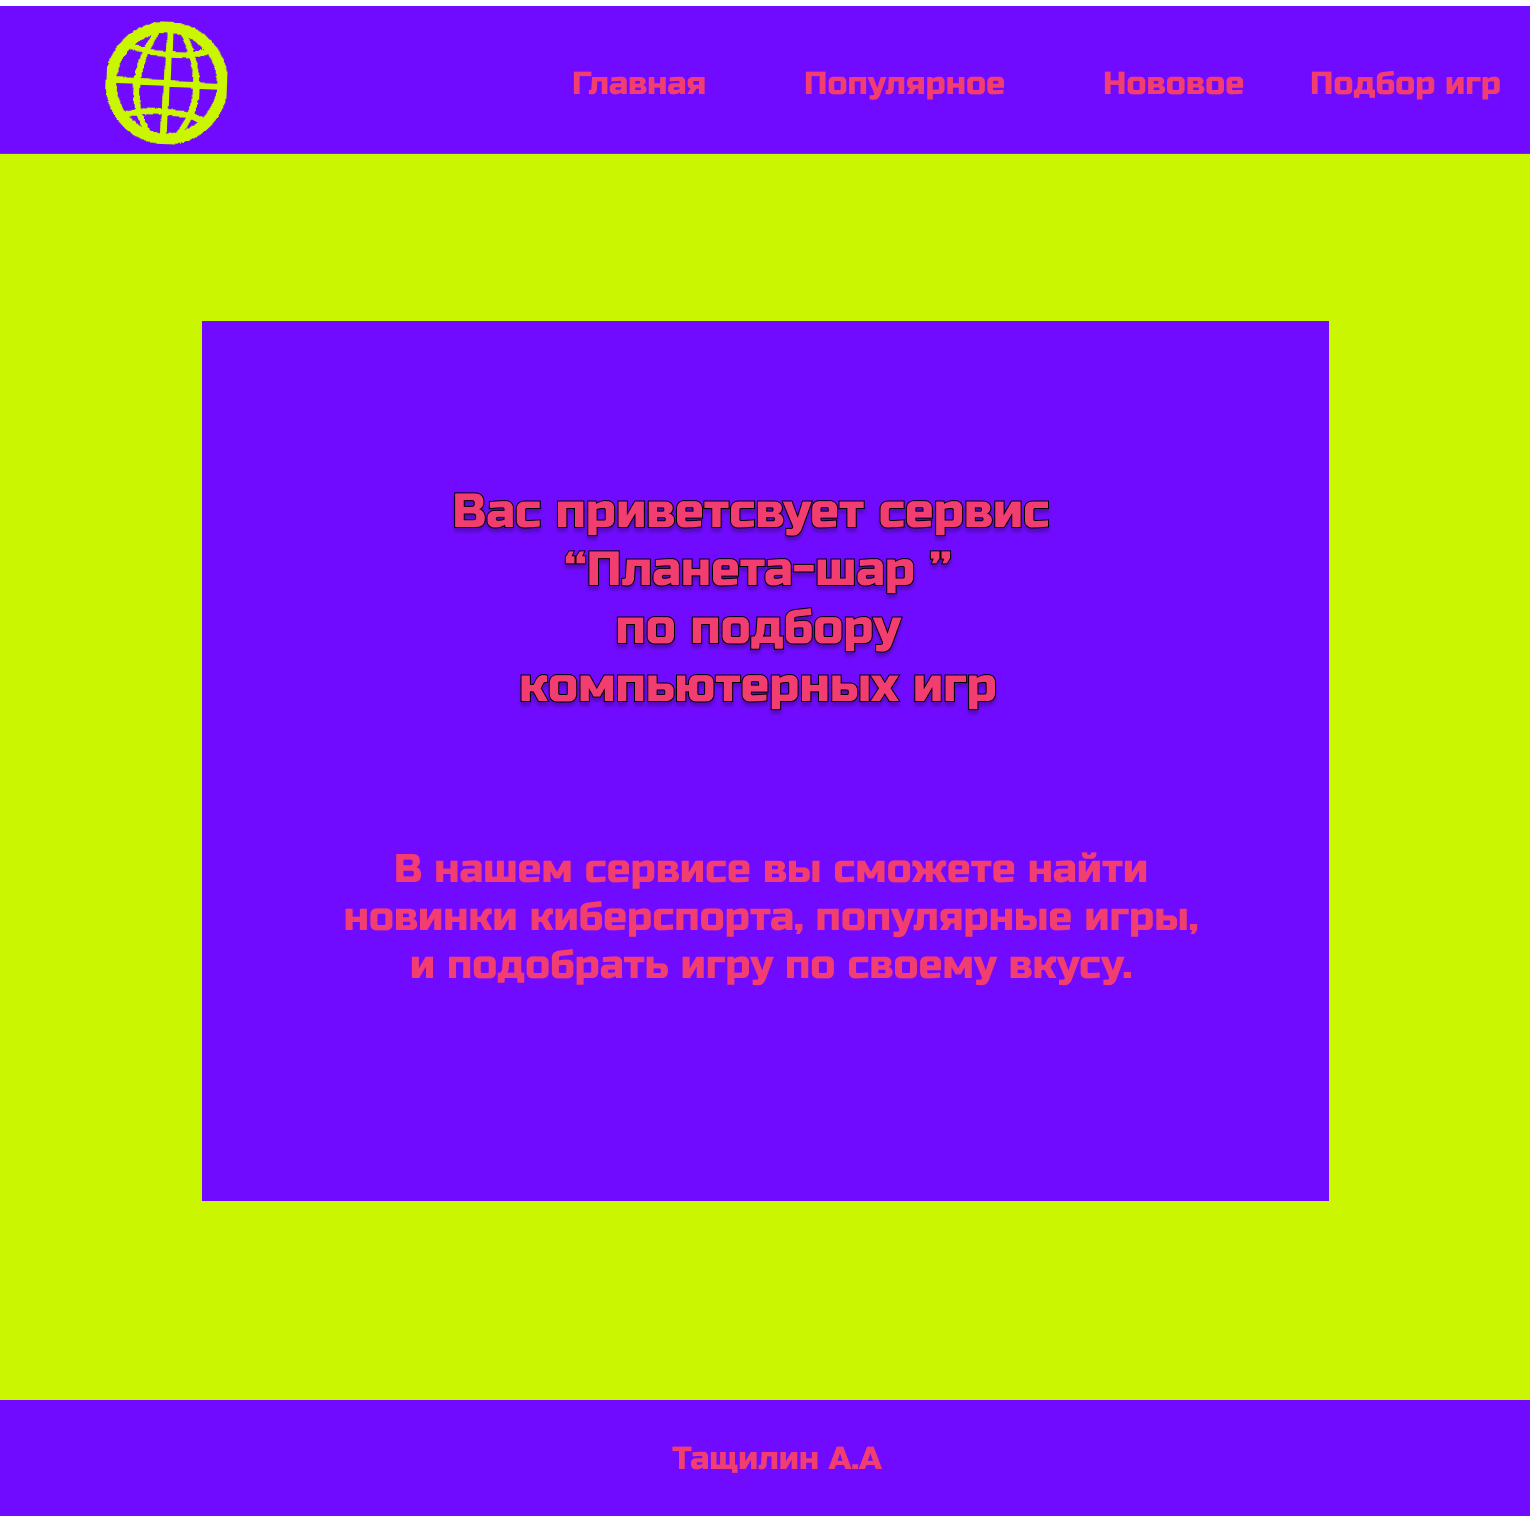 Главная Популярное Нововое Подбор игр
Вас приветсвует сервис
“Планета-шар ”
по подбору
компьютерных игр
В нашем сервисе вы сможете найти
новинки киберспорта, популярные игры,
и подобрать игру по своему вкусу.
Тащилин А.А